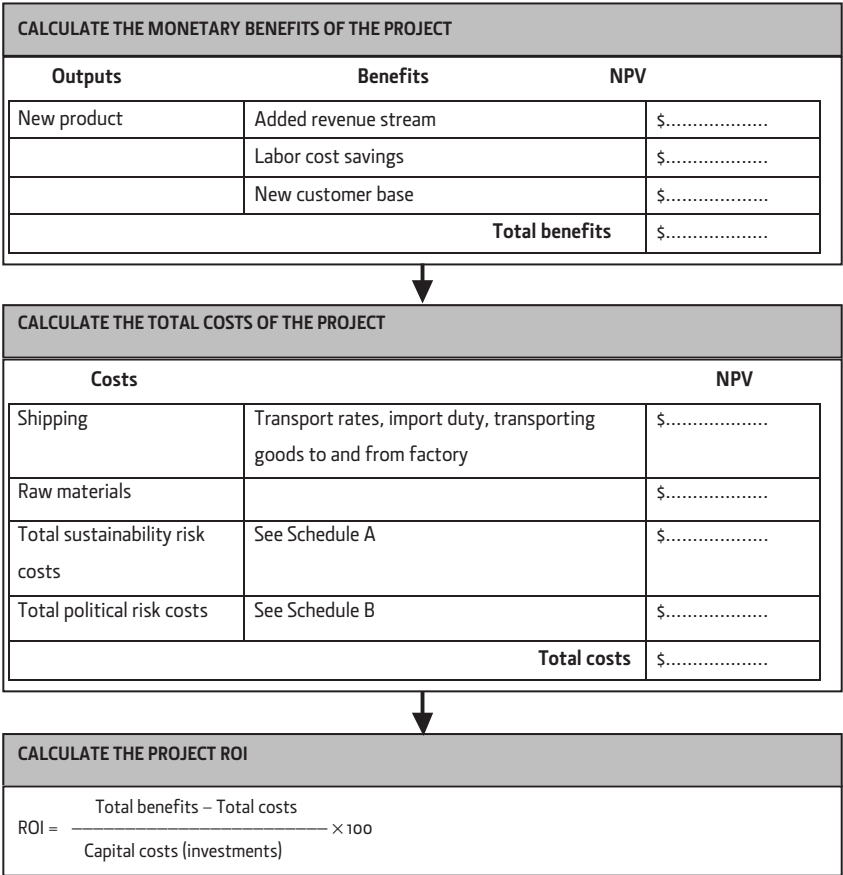 CALCULATE THE MONETARY BENEFITS OF THE PROJECT
Outputs Benefits NPV
New product Added revenue stream $...................
Labor cost savings $...................
New customer base $...................
Total benefits $...................
CALCULATE THE TOTAL COSTS OF THE PROJECT
Costs NPV
Shipping Transport rates, import duty, transporting $...................
goods to and from factory
Raw materials $...................
Total sustainability risk See Schedule A $...................
costs
Total political risk costs See Schedule B $...................
Total costs $...................
CALCULATE THE PROJECT ROI
Total benefits – Total costs
ROI = ———————————— × 100
Capital costs (investments)